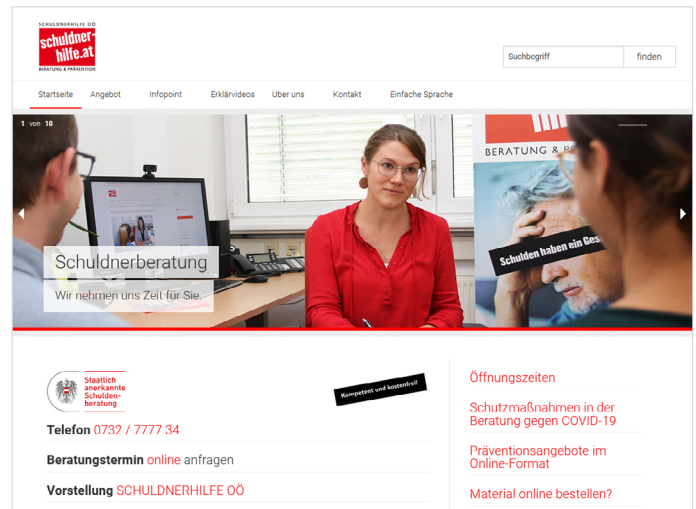 SCHULDNERHILFE OÖ
schuldner-
hilfe.at
BERATUNG & PRÄVENTION
Suchbegriff
finden
Startseite
Angebot
Infopoint
Erklärvideos
Über uns
Kontakt
Einfache Sprache
1 von 10
BERATUNG & P
Schulden haben ein Ges
Schuldnerberatung
Wir nehmen uns Zeit für Sie.
Staatlich
anerkannte
Schulden-
beratung
Kompetent und kostenfrei!
Telefon 0732 / 7777 34
Beratungstermin online anfragen
Vorstellung SCHULDNERHILFE OÖ
Öffnungszeiten
Schutzmaßnahmen in der
Beratung gegen COVID-19
Präventionsangebote im
Online-Format
Material online bestellen?